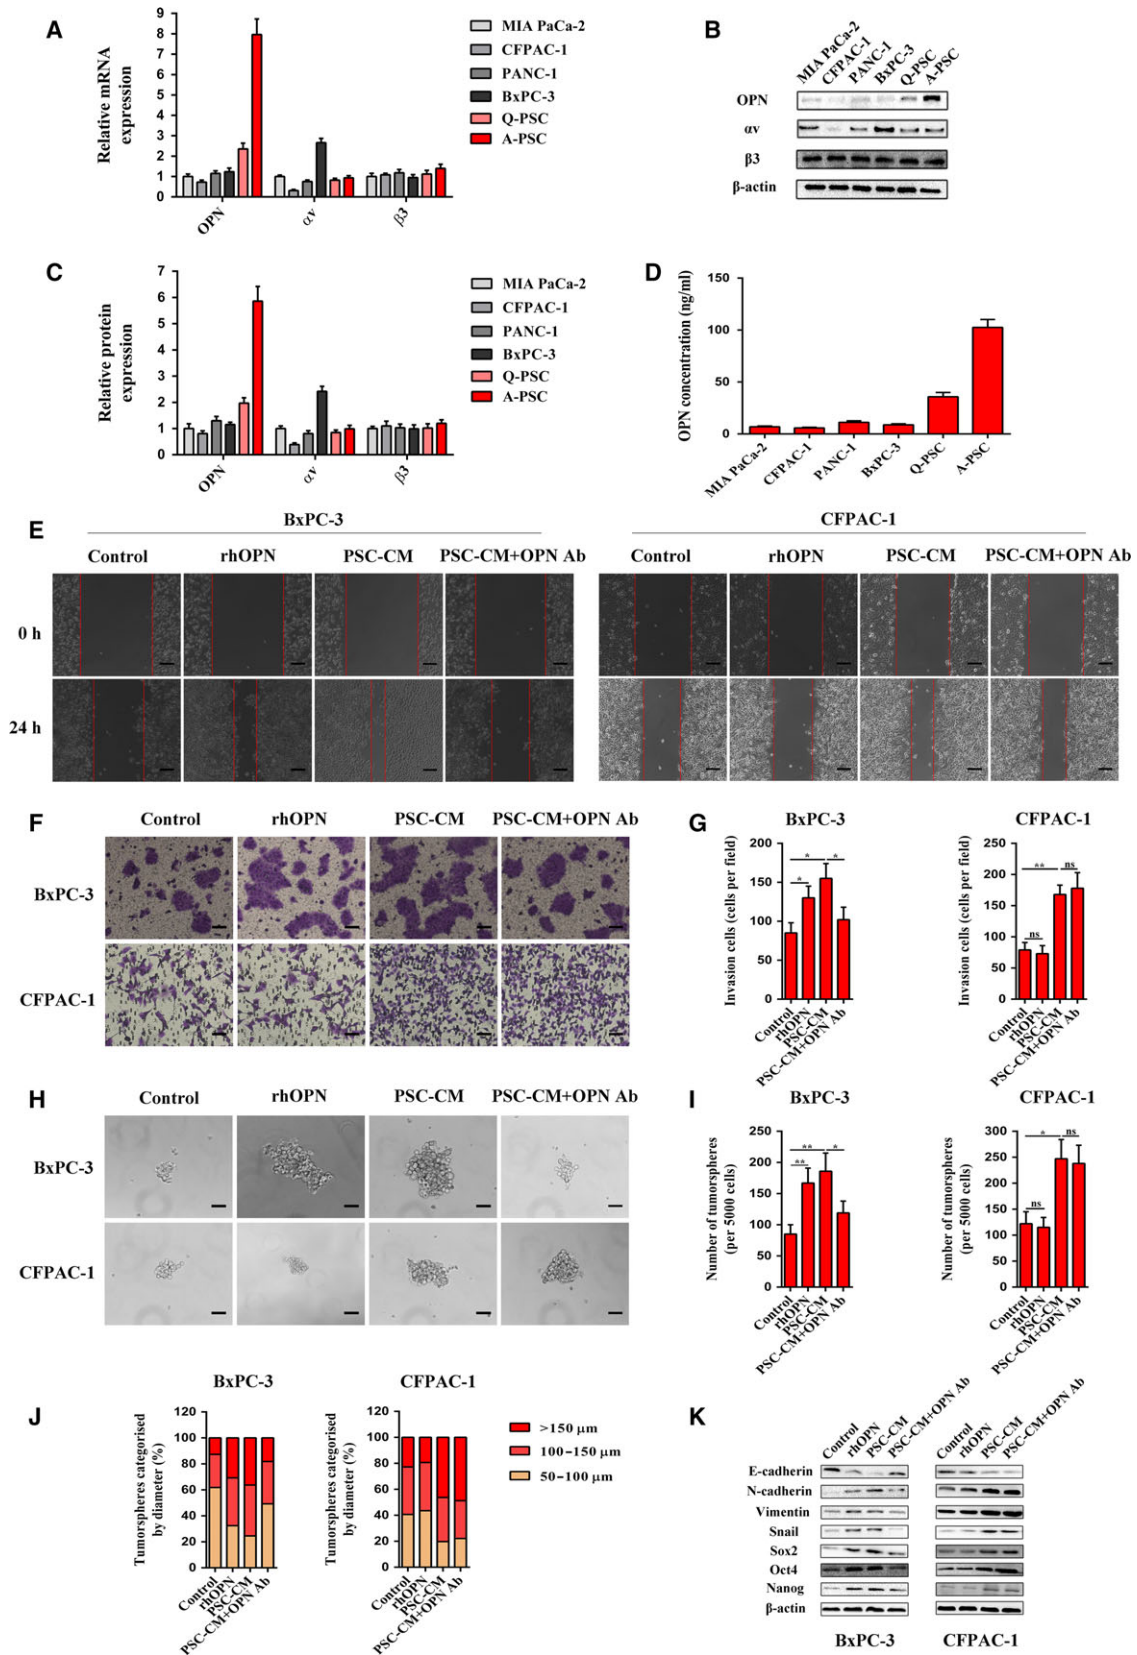 A
Relative mRNA
expression
9
8
7
6
5
4
3
2
1
0
OPN
αv
β3
MIA PaCa-2
CFPAC-1
PANC-1
BxPC-3
Q-PSC
A-PSC
B
MIA PaCa-2
CFPAC-1
PANC-1
BxPC-3
Q-PSC
A-PSC
OPN
αv
β3
β-actin
C
Relative protein
expression
7
6
5
4
3
2
1
0
OPN
αv
β3
MIA PaCa-2
CFPAC-1
PANC-1
BxPC-3
Q-PSC
A-PSC
D
OPN concentration (ng/ml)
150
100
50
0
MIA PaCa-2
CFPAC-1
PANC-1
BxPC-3
Q-PSC
A-PSC
E
BxPC-3
CFPAC-1
Control rhOPN PSC-CM PSC-CM+OPN Ab
Control rhOPN PSC-CM PSC-CM+OPN Ab
0 h
24 h
F
Control rhOPN PSC-CM PSC-CM+OPN Ab
BxPC-3
CFPAC-1
G
BxPC-3
Invasion cells (cells per field)
200
150
100
50
0
* * *
Control
rhOPN
PSC-CM
PSC-CM+OPN Ab
CFPAC-1
Invasion cells (cells per field)
250
200
150
100
50
0
** ns
ns
Control
rhOPN
PSC-CM
PSC-CM+OPN Ab
H
Control rhOPN PSC-CM PSC-CM+OPN Ab
BxPC-3
CFPAC-1
I
BxPC-3
Number of tumorspheres
(per 5000 cells)
250
200
150
100
50
0
** *
**
Control
rhOPN
PSC-CM
PSC-CM+OPN Ab
CFPAC-1
Number of tumorspheres
(per 5000 cells)
300
250
200
150
100
50
0
* ns
ns
Control
rhOPN
PSC-CM
PSC-CM+OPN Ab
J
BxPC-3
Tumorspheres categorised
by diameter (%)
120
100
80
60
40
20
0
Control
rhOPN
PSC-CM
PSC-CM+OPN Ab
CFPAC-1
Tumorspheres categorised
by diameter (%)
120
100
80
60
40
20
0
Control
rhOPN
PSC-CM
PSC-CM+OPN Ab
>150 μm
100–150 μm
50–100 μm
K
Control
rhOPN
PSC-CM
PSC-CM+OPN Ab
Control
rhOPN
PSC-CM
PSC-CM+OPN Ab
E-cadherin
N-cadherin
Vimentin
Snail
Sox2
Oct4
Nanog
β-actin
BxPC-3
CFPAC-1